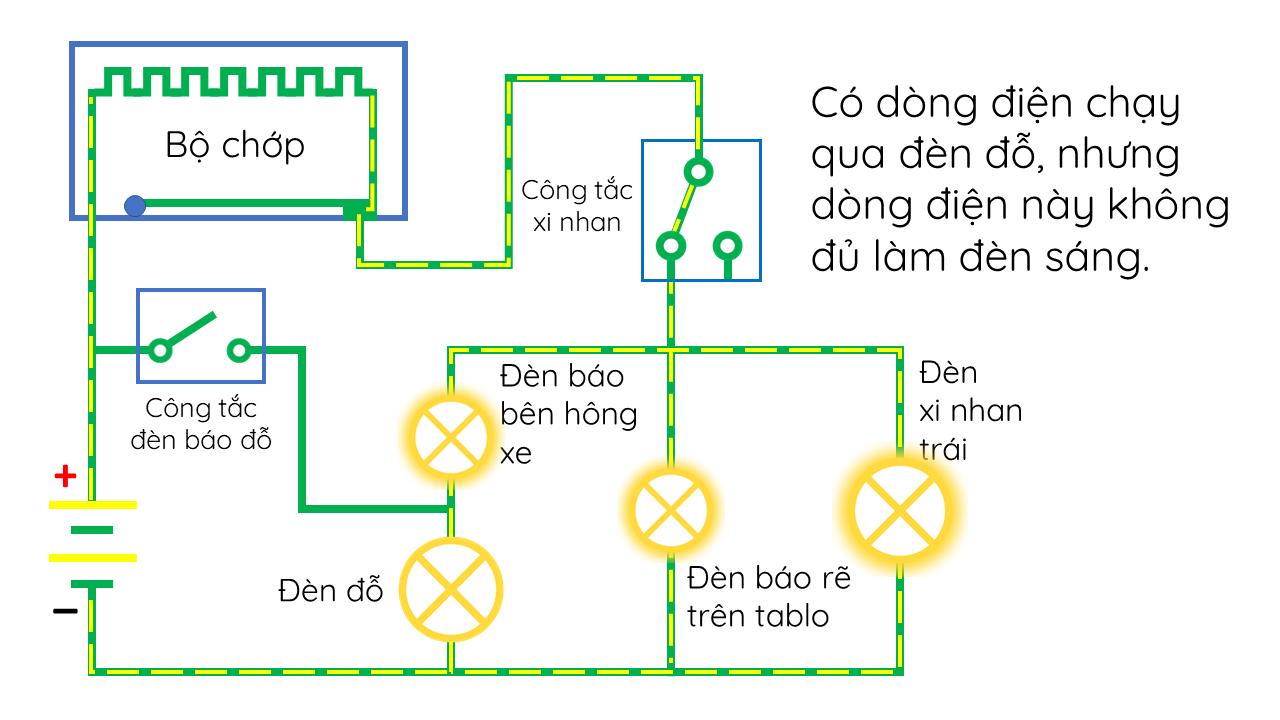 Có dòng điện chạy
qua đèn đỗ, nhưng
dòng điện này không
đủ làm đèn sáng.
Bộ chớp
Công tắc
xi nhan
Công tắc
đèn báo đỗ
Đèn báo
bên hông
xe
Đèn
xi nhan
trái
+
−
Đèn đỗ
Đèn báo rẽ
trên tablo